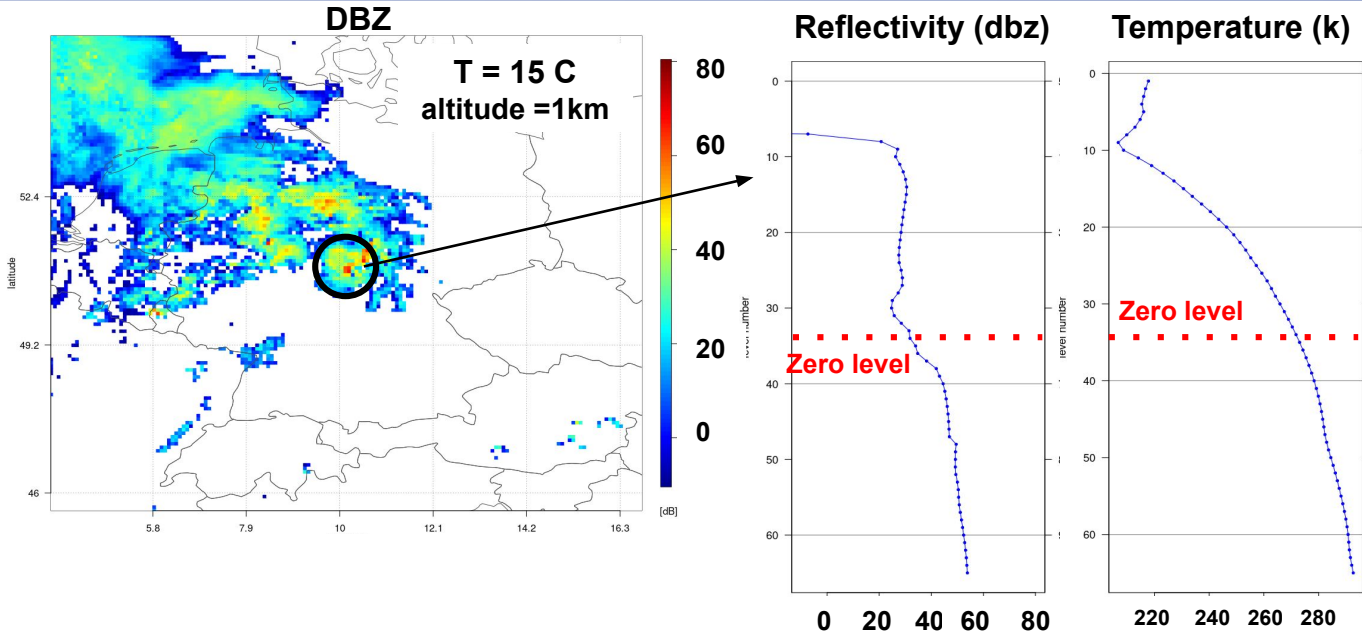 DBZ
T = 15 C
altitude =1km
80
60
40
20
0
[dB]
latitude
52.4
49.2
46
5.8
7.9
10
12.1
14.2
16.3
Reflectivity (dbz)
0
10
20
30
40
50
60
Zero level
0 20 40 60 80
Temperature (k)
level number
0
10
20
30
40
50
60
Zero level
220 240 260 280